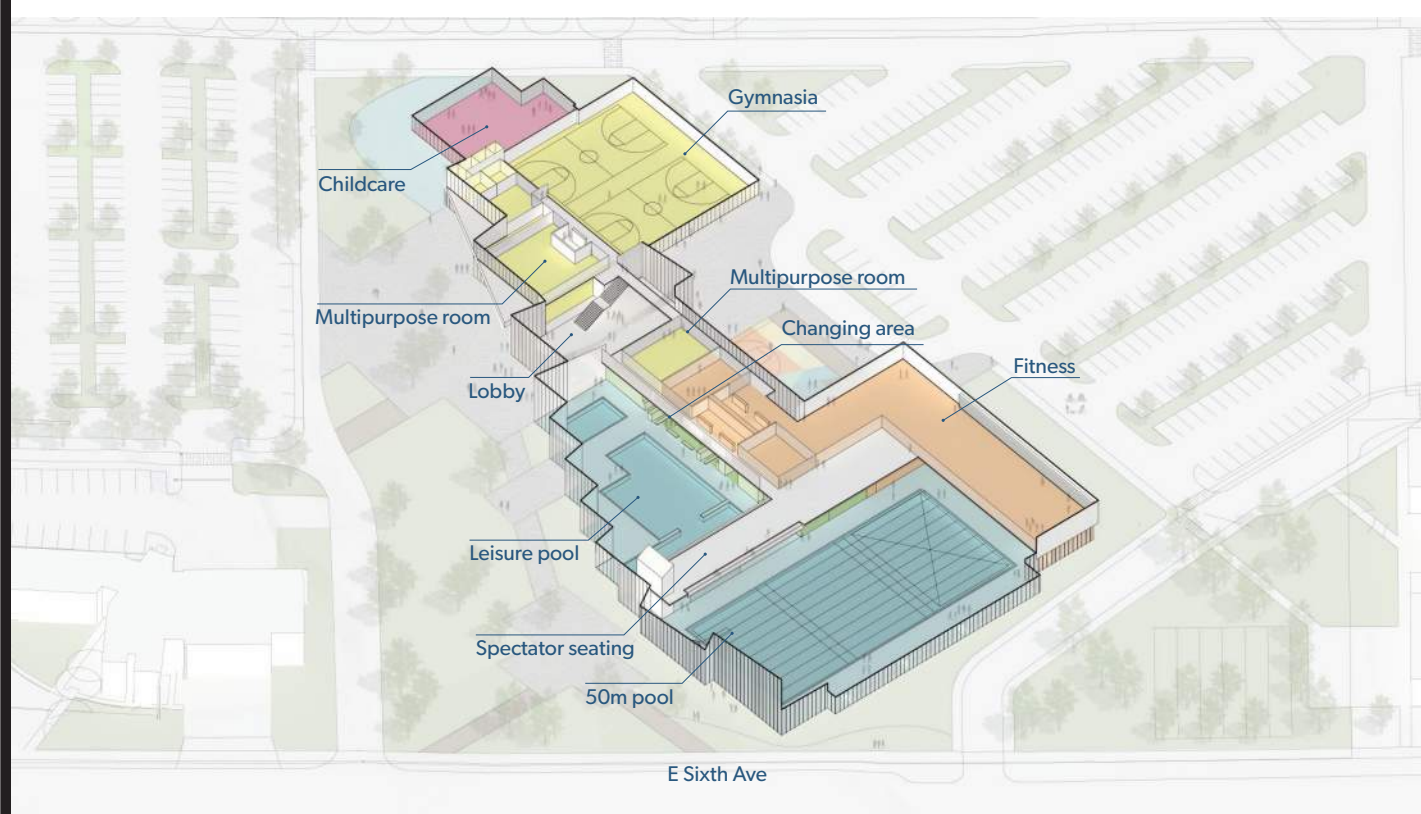 Gymnasia
Childcare
Multipurpose room
Multipurpose room
Changing area
Lobby
Fitness
Leisure pool
Spectator seating
50m pool
E Sixth Ave